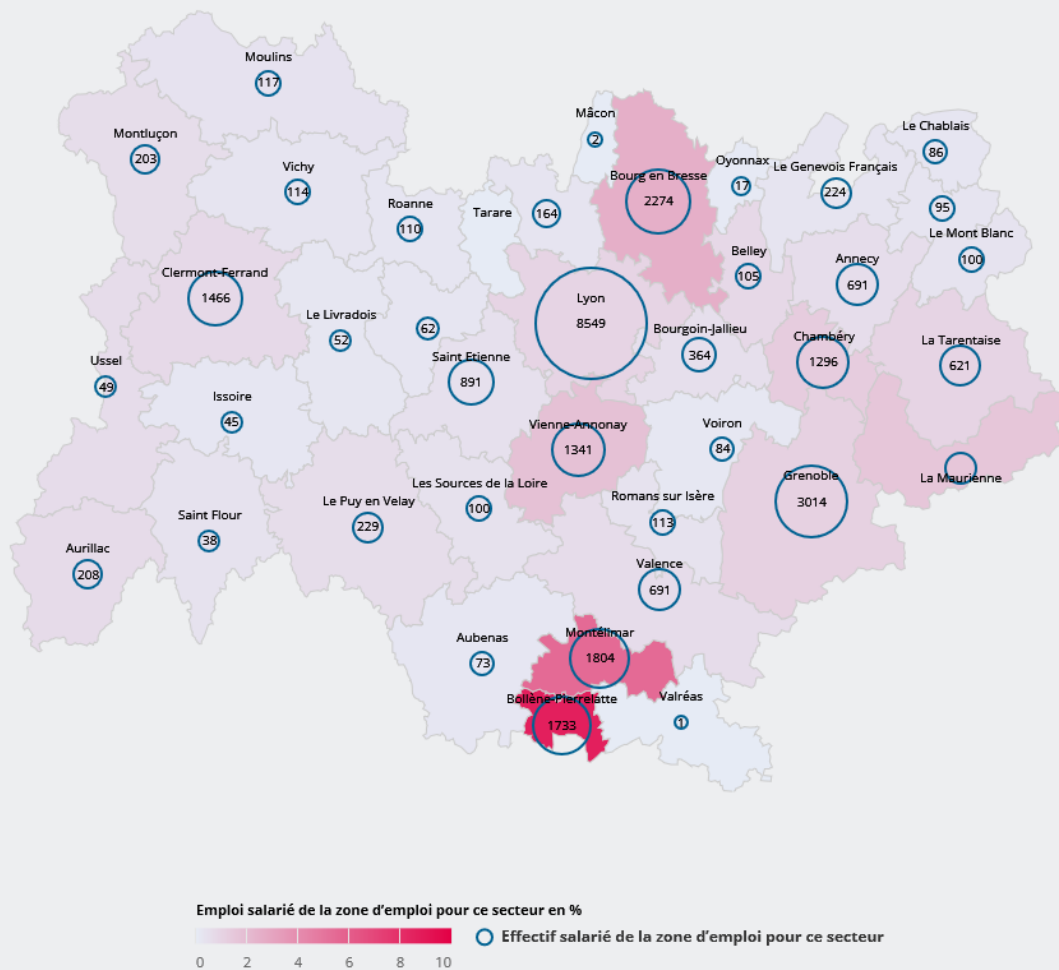 Moulins
117
Mâcon
2
Montluçon
203
Vichy
114
Roanne
110
Tarare
164
Bourg en Bresse
2274
Oyonnax
17
Le Genevois Français
224
Le Chablais
86
95
Le Mont Blanc
100
Clermont-Ferrand
1466
Le Livradois
52
62
Lyon
8549
Belley
105
Annecy
691
Bourgoin-Jallieu
364
Chambéry
1296
La Tarentaise
621
Ussel
49
Saint Etienne
891
Issoire
45
Vienne-Annonay
1341
Voiron
84
Grenoble
3014
La Maurienne
Saint Flour
38
Le Puy en Velay
229
Les Sources de la Loire
100
Romans sur Isère
113
Aurillac
208
Valence
691
Aubenas
73
Montélimar
1804
Bollène-Pierrelatte
1733
Valréas
1
Emploi salarié de la zone d’emploi pour ce secteur en %
0 2 4 6 8 10
Effectif salarié de la zone d’emploi pour ce secteur